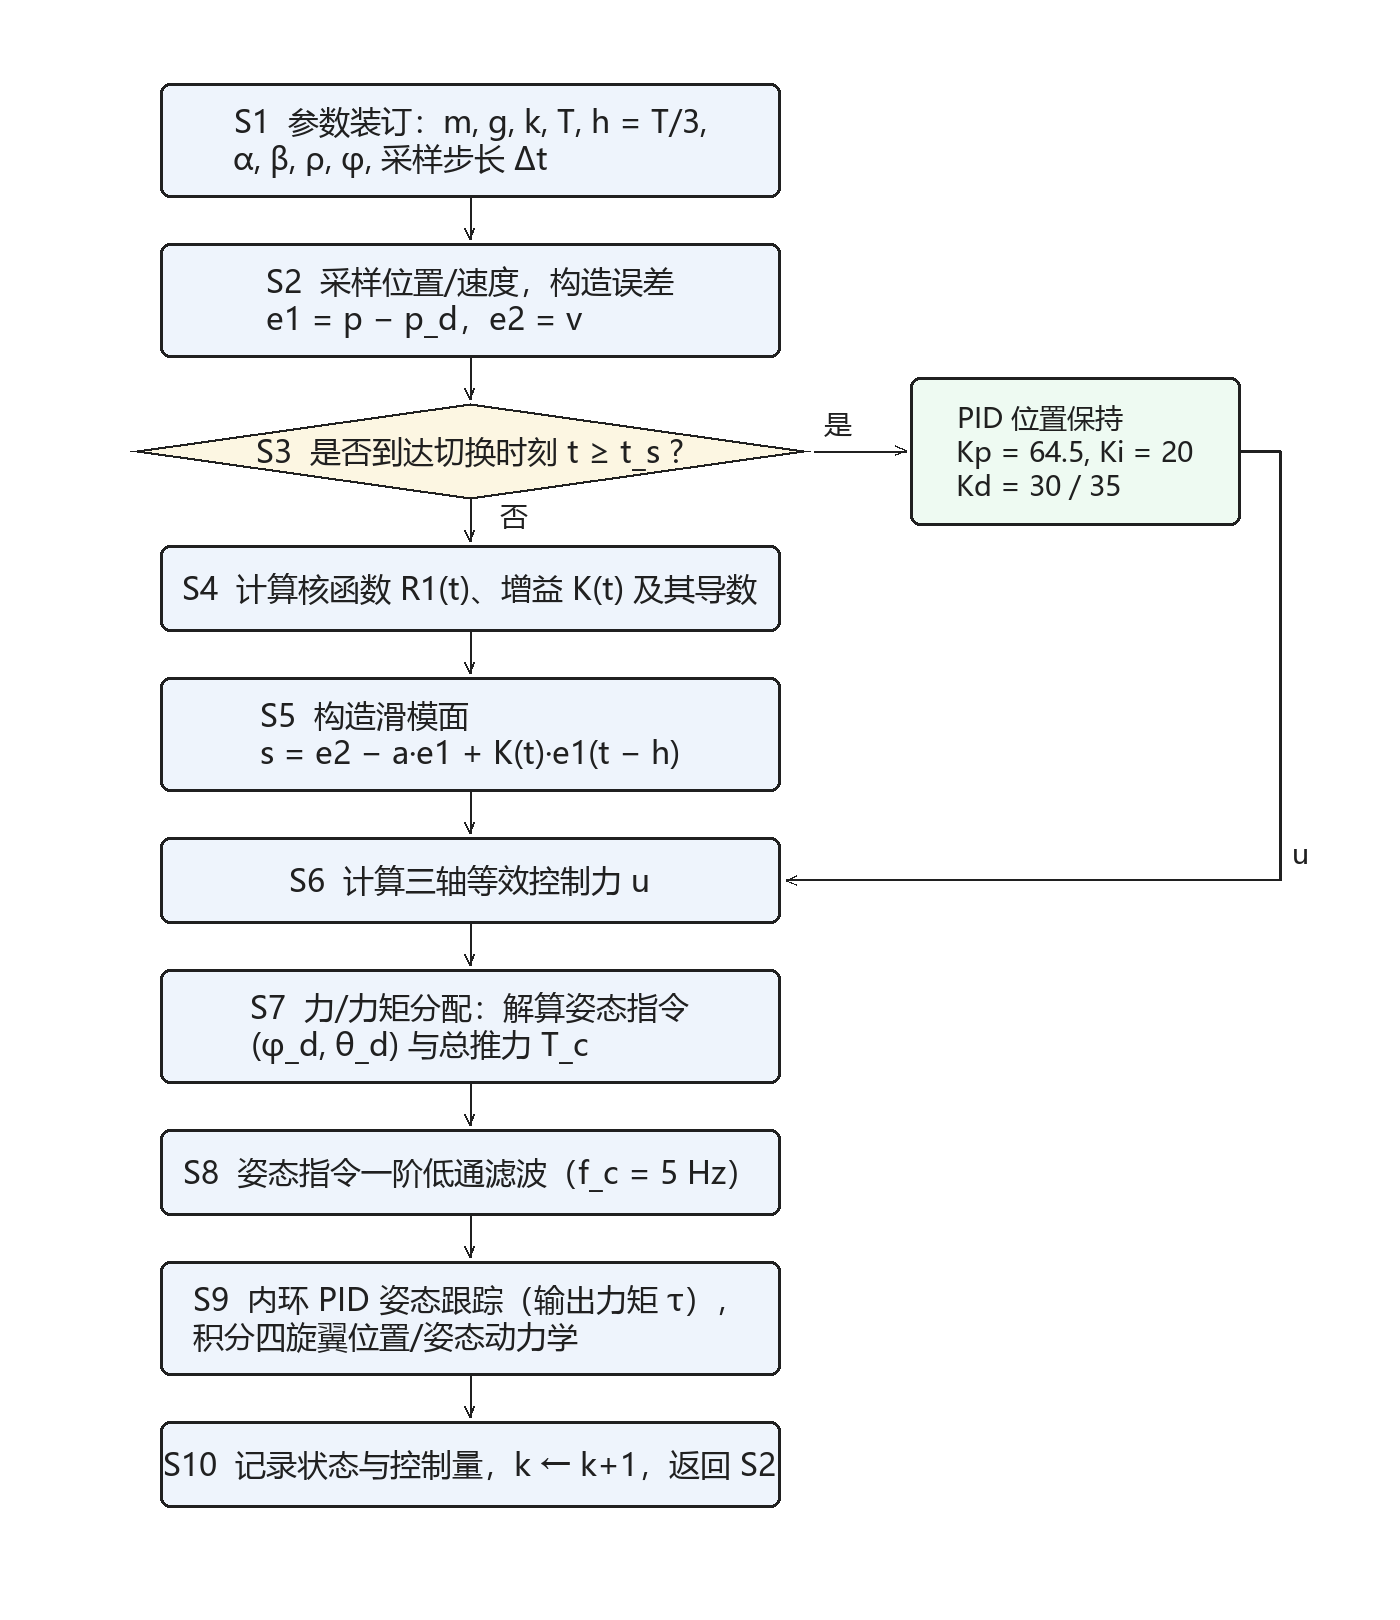 S1 参数装订：m, g, k, T, h = T/3,
α, β, ρ, φ, 采样步长 Δt
S2 采样位置/速度，构造误差
e1 = p − p_d，e2 = v
S3 是否到达切换时刻 t ≥ t_s ?
是
PID 位置保持
Kp = 64.5, Ki = 20
Kd = 30 / 35
否
S4 计算核函数 R1(t)、增益 K(t) 及其导数
S5 构造滑模面
s = e2 − a·e1 + K(t)·e1(t − h)
u
S6 计算三轴等效控制力 u
S7 力/力矩分配：解算姿态指令
(φ_d, θ_d) 与总推力 T_c
S8 姿态指令一阶低通滤波（f_c = 5 Hz）
S9 内环 PID 姿态跟踪（输出力矩 τ），
积分四旋翼位置/姿态动力学
S10 记录状态与控制量，k ← k+1，返回 S2